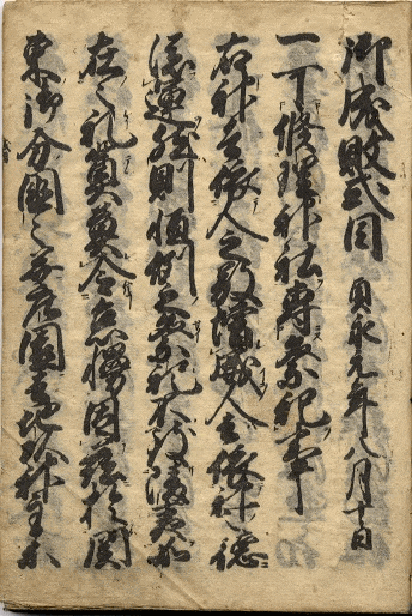 御成敗式目 貞永元年八月十日
一可修理神社専祭祀事
右神者依人之敬増威人者依神之徳
添運然則恒例之祭祀不致陵夷如
在之礼奠莫令怠慢因茲於関
東御分国々并庄園者地頭神主等